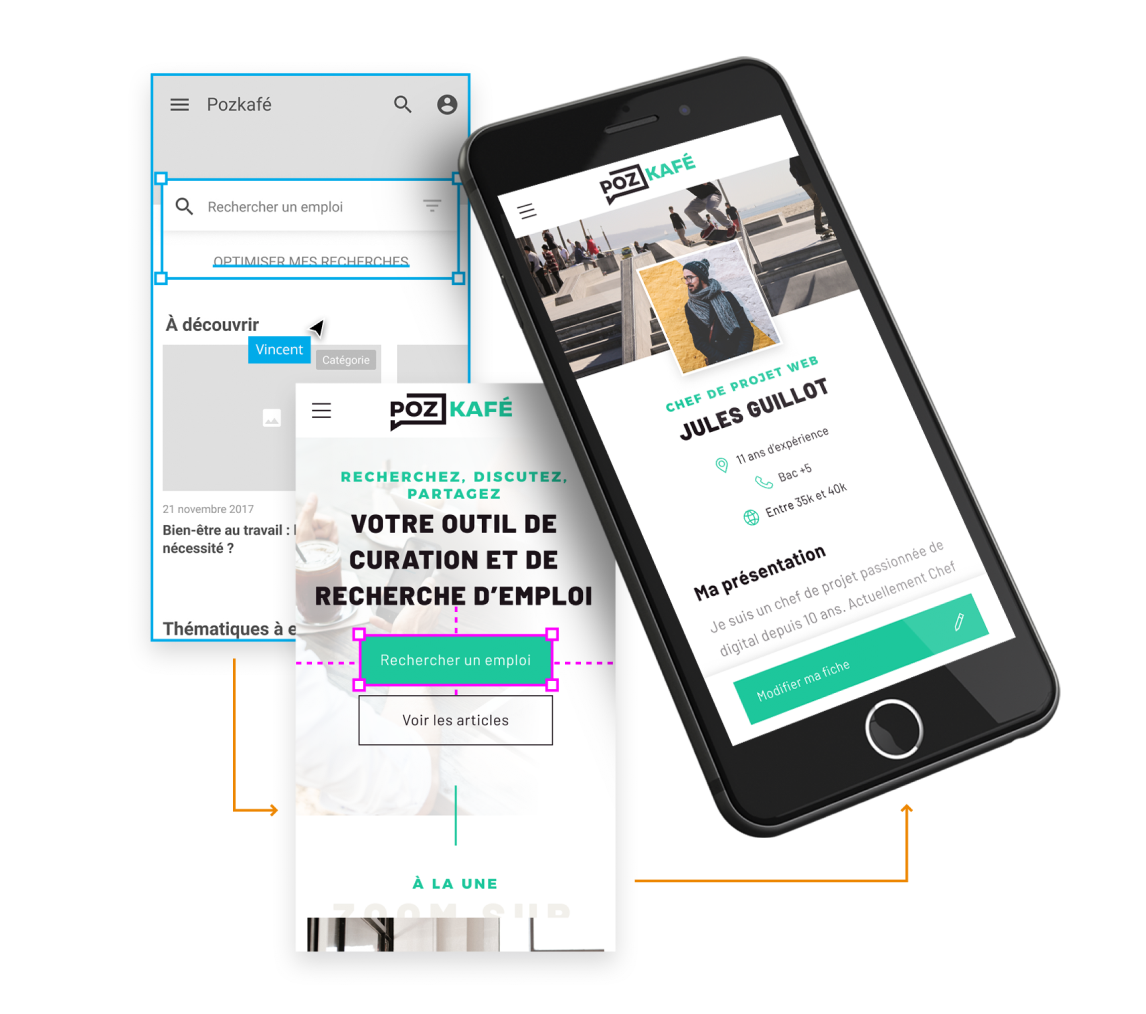 Pozkafé
Rechercher un emploi
OPTIMISER MES RECHERCHES
À découvrir
Vincent
Catégorie
21 novembre 2017
Bien-être au travail :
nécessité ?
Thématiques à
POZ KAFÉ
RECHERCHEZ, DISCUTEZ,
PARTAGEZ
VOTRE OUTIL DE
CURATION ET DE
RECHERCHE D'EMPLOI
Rechercher un emploi
Voir les articles
À LA UNE
ZOOM SUR
POZ KAFÉ
CHEF DE PROJET WEB
JULES GUILLOT
11 ans d'expérience
Bac +5
Entre 35k et 40k
Ma présentation
Je suis un chef de projet passionnée de
digital depuis 10 ans. Actuellement Chef
Modifier ma fiche